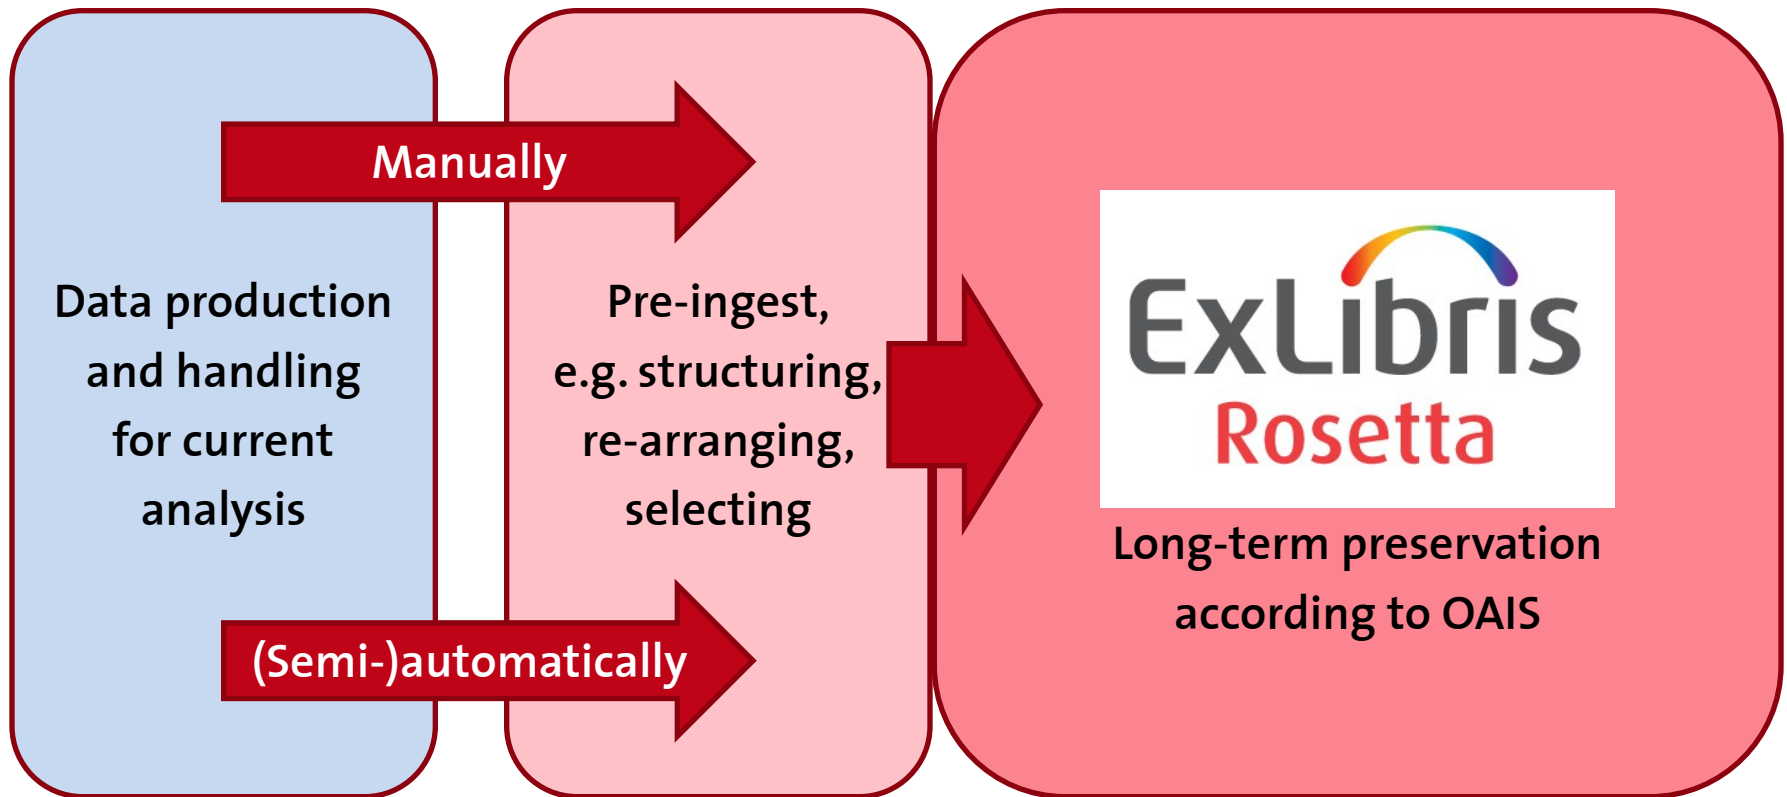 Manually
Data production
and handling
for current
analysis
(Semi-)automatically
Pre-ingest,
e.g. structuring,
re-arranging,
selecting
ExLibris
Rosetta
Long-term preservation
according to OAIS